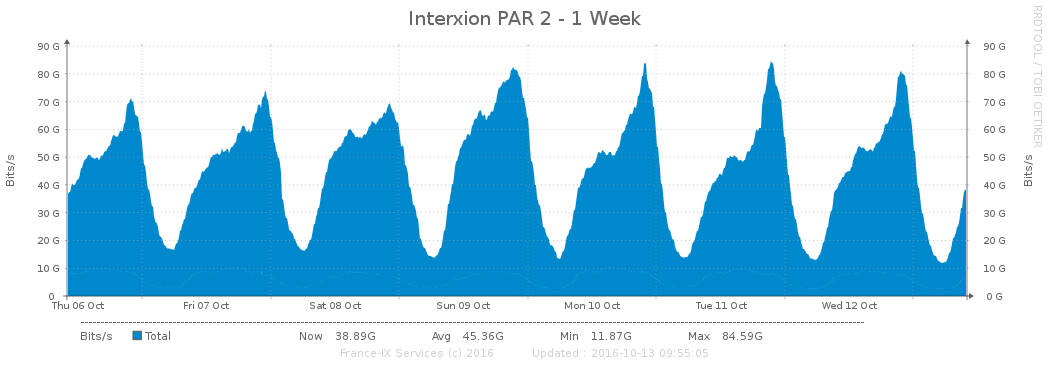 Interxion PAR 2 - 1 Week
RRDTOOL / TOBI OETIKER
90 G 90 G
80 G 80 G
70 G 70 G
60 G 60 G
50 G 50 G
40 G 40 G
30 G 30 G
20 G 20 G
10 G 10 G
0 0 G
Bits/s
Bits/s
Thu 06 Oct Fri 07 Oct Sat 08 Oct Sun 09 Oct Mon 10 Oct Tue 11 Oct Wed 12 Oct
Bits/s Total Now 38.89G Avg 45.36G Min 11.87G Max 84.59G
France-IX Services (c) 2016 Updated : 2016-10-13 09:55:05